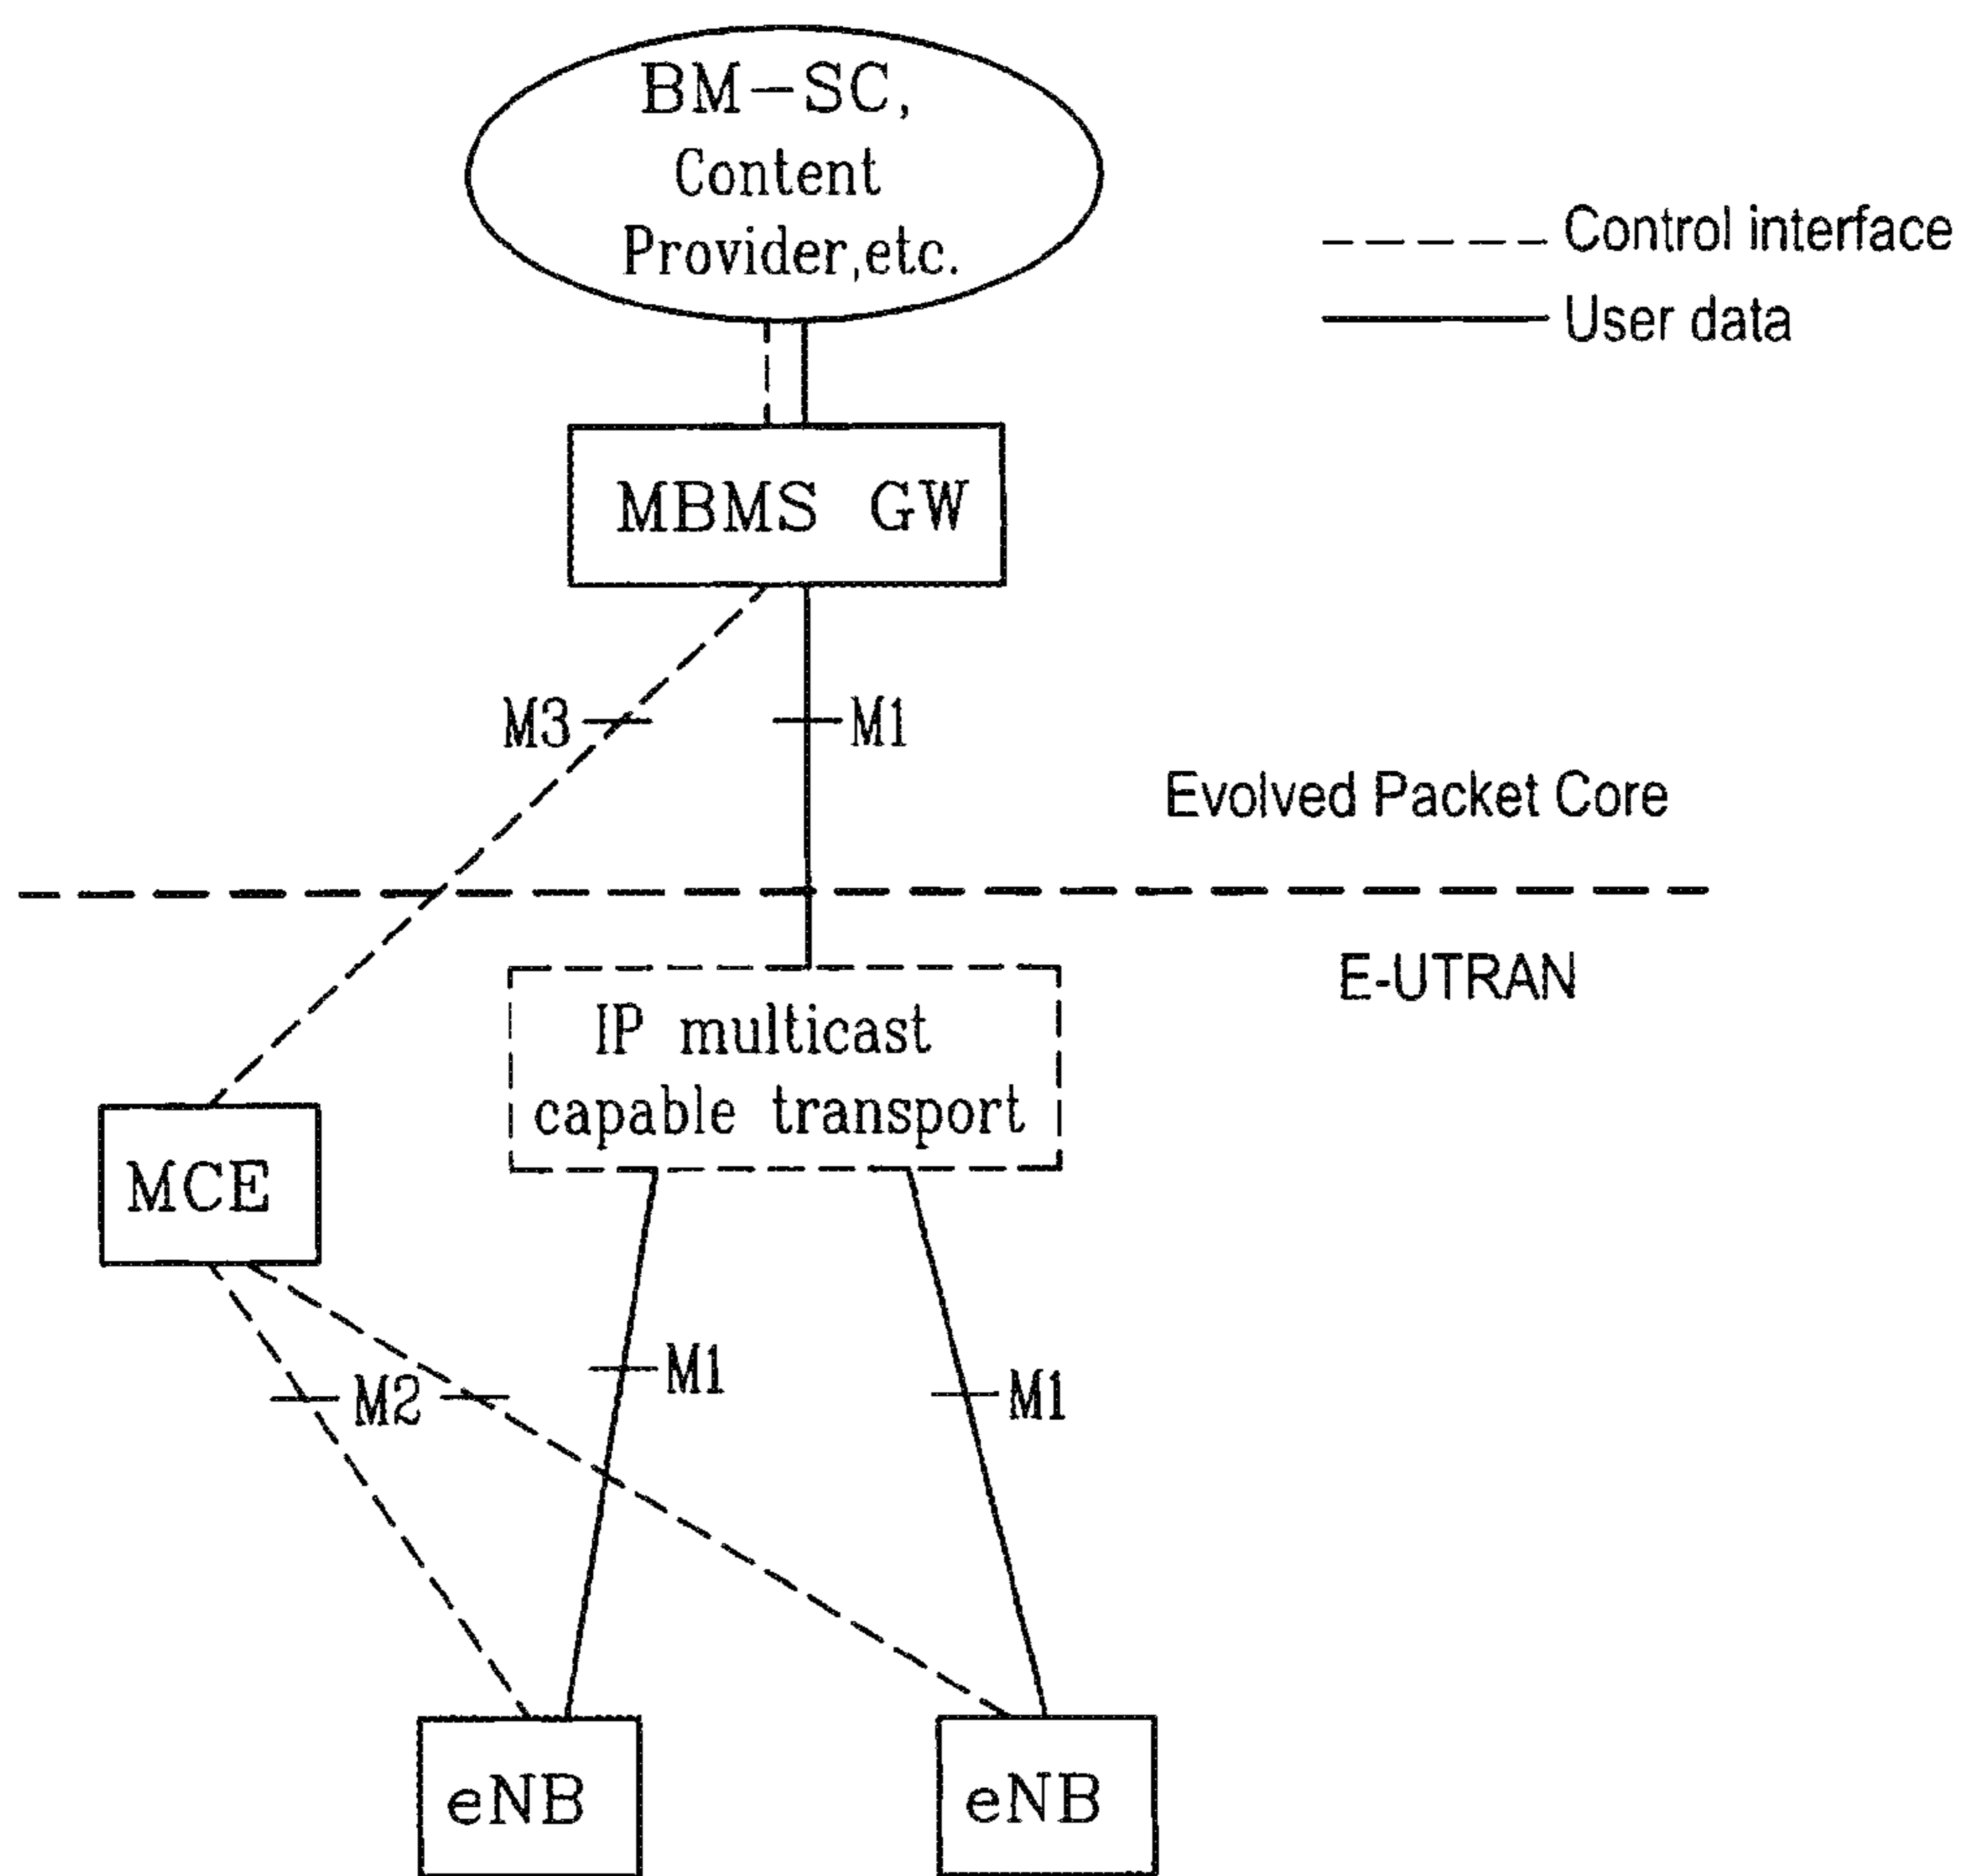 BM-SC,
Content
Provider,etc.
Control interface
User data
MBMS GW
M3
M1
Evolved Packet Core
E-UTRAN
IP multicast
capable transport
MCE
M1
M2
M1
eNB
eNB